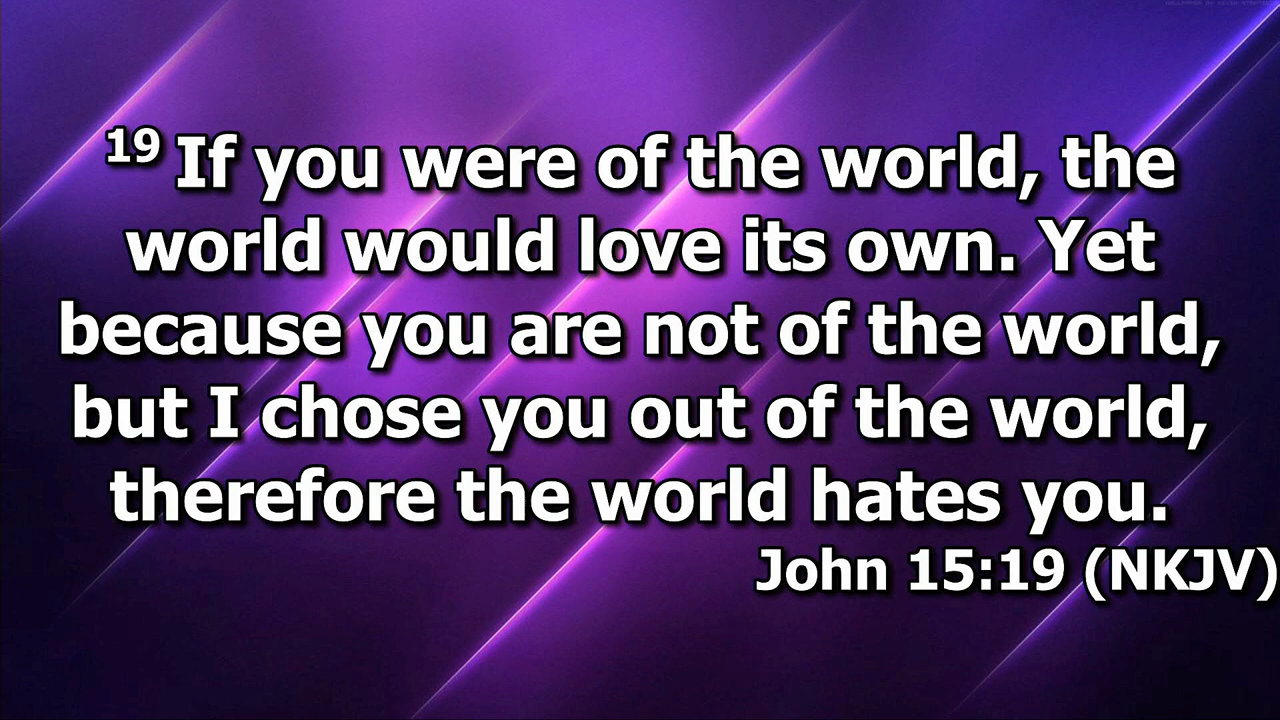 19 If you were of the world, the
world would love its own. Yet
because you are not of the world,
but I chose you out of the world,
therefore the world hates you.
John 15:19 (NKJV)